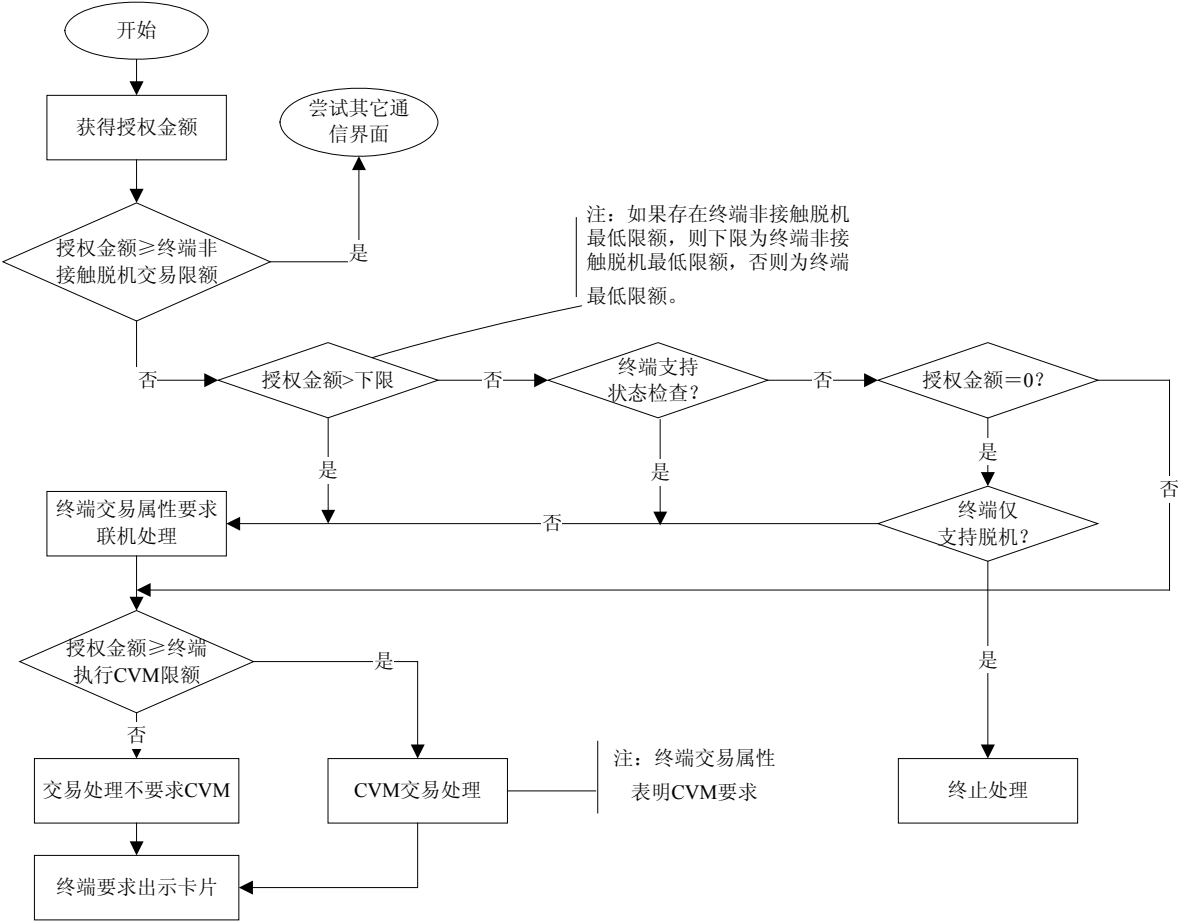 开始
获得授权金额
尝试其它通
信界面
是
授权金额≥终端非
接触脱机交易限额
注：如果存在终端非接触脱机
最低限额，则下限为终端非接
触脱机最低限额，否则为终端
最低限额。
否
授权金额>下限
否
终端支持
状态检查？
否
授权金额＝0？
是
是
是
否
终端交易属性要求
联机处理
否
终端仅
支持脱机？
授权金额≥终端
执行CVM限额
是
是
否
交易处理不要求CVM
CVM交易处理
注：终端交易属性
表明CVM要求
终止处理
终端要求出示卡片